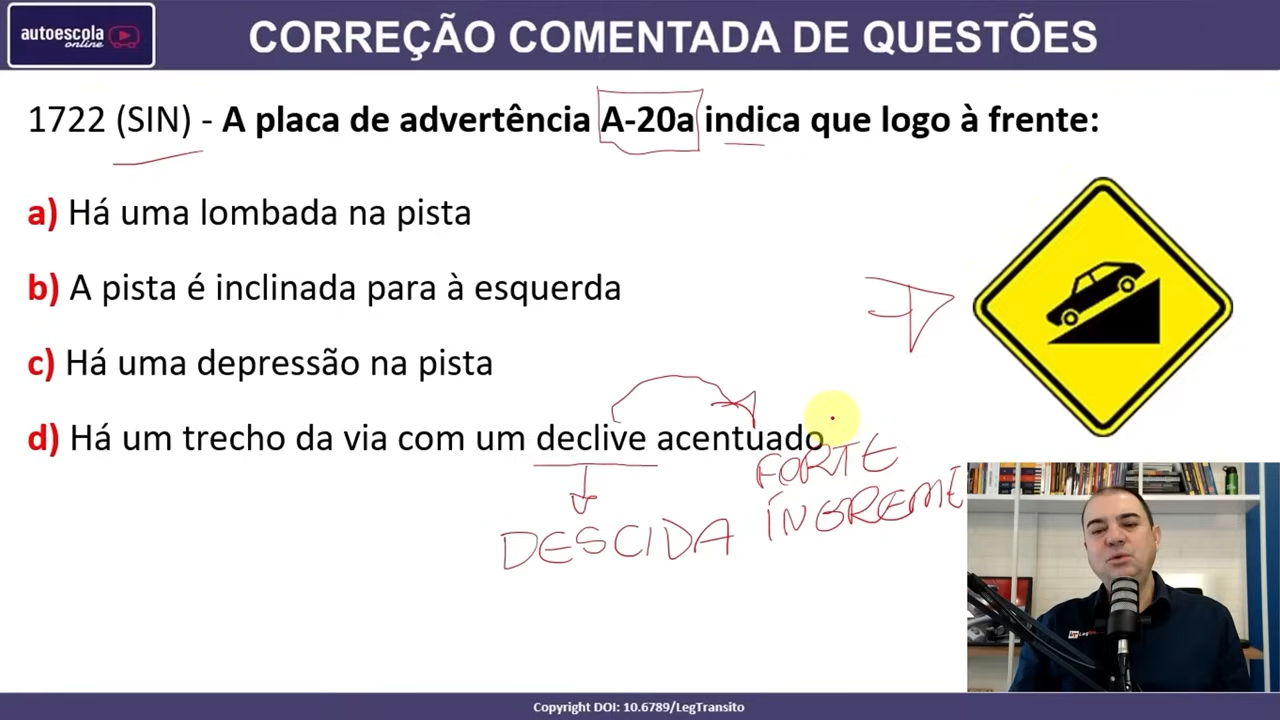 autoescola
online
CORREÇÃO COMENTADA DE QUESTÕES
1722 (SIN) - A placa de advertência A-20a indica que logo à frente:
a) Há uma lombada na pista
b) A pista é inclinada para à esquerda
c) Há uma depressão na pista
d) Há um trecho da via com um declive acentuado
FORTE
DESCIDA ÍNGREME
Copyright DOI: 10.6789/LegTransito